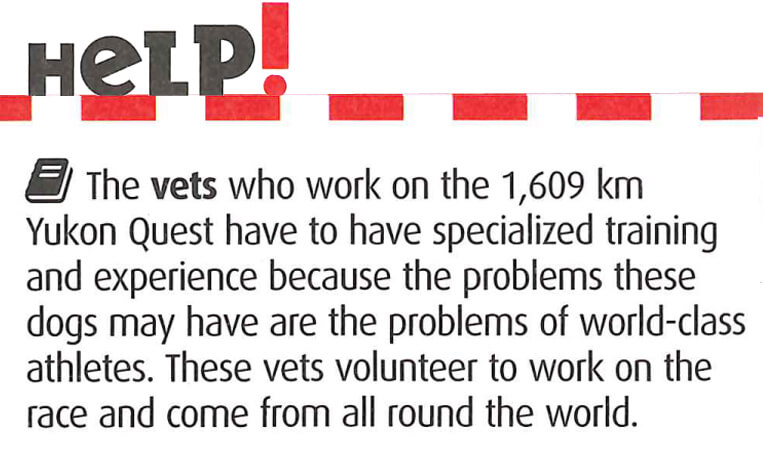 HeLP!
The vets who work on the 1,609 km
Yukon Quest have to have specialized training
and experience because the problems these
dogs may have are the problems of world-class
athletes. These vets volunteer to work on the
race and come from all round the world.